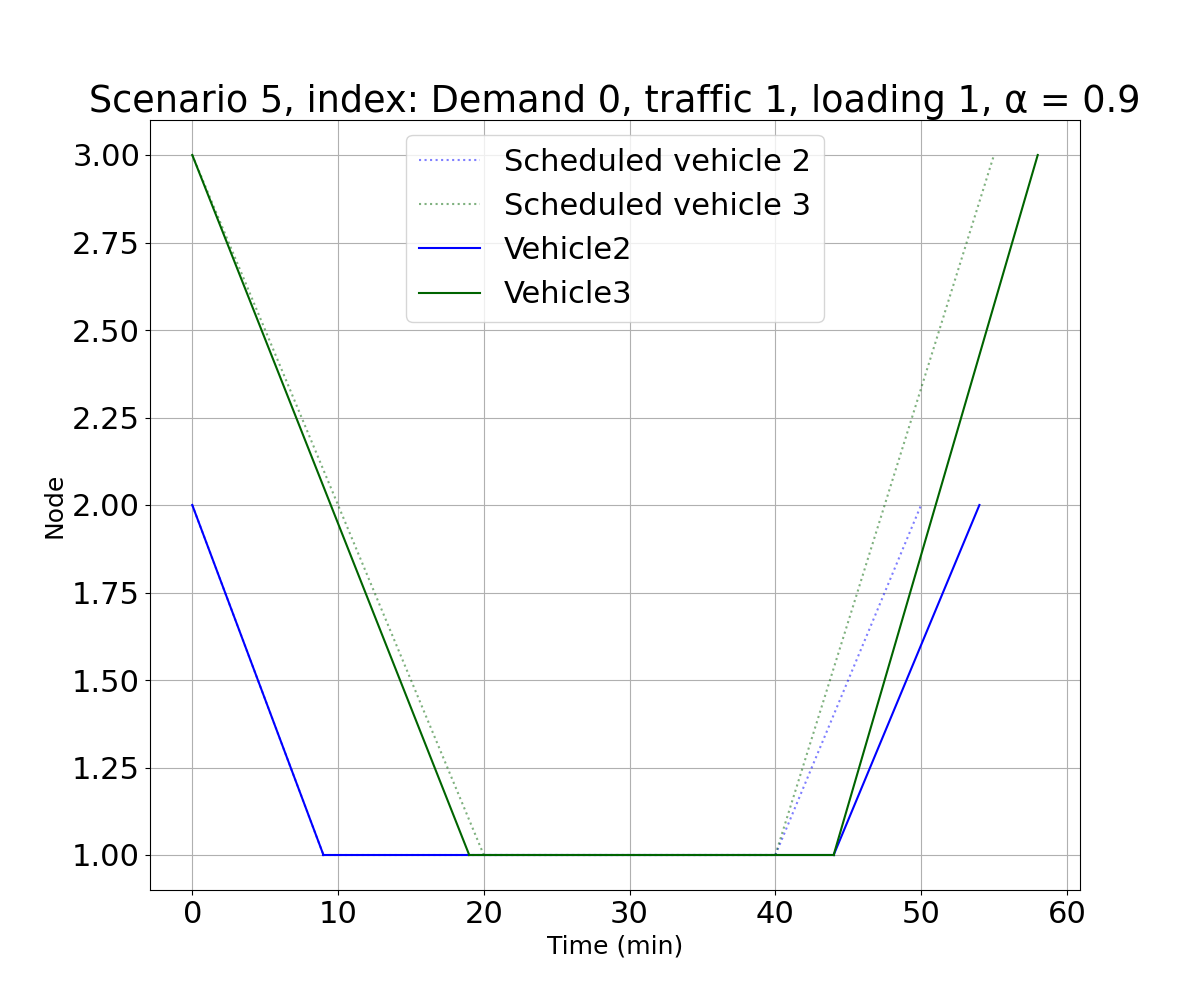 Scenario 5, index: Demand 0, traffic 1, loading 1, α = 0.9
Scheduled vehicle 2
Scheduled vehicle 3
Vehicle2
Vehicle3
3.00
2.75
2.50
2.25
2.00
1.75
1.50
1.25
1.00
Node
0 10 20 30 40 50 60
Time (min)